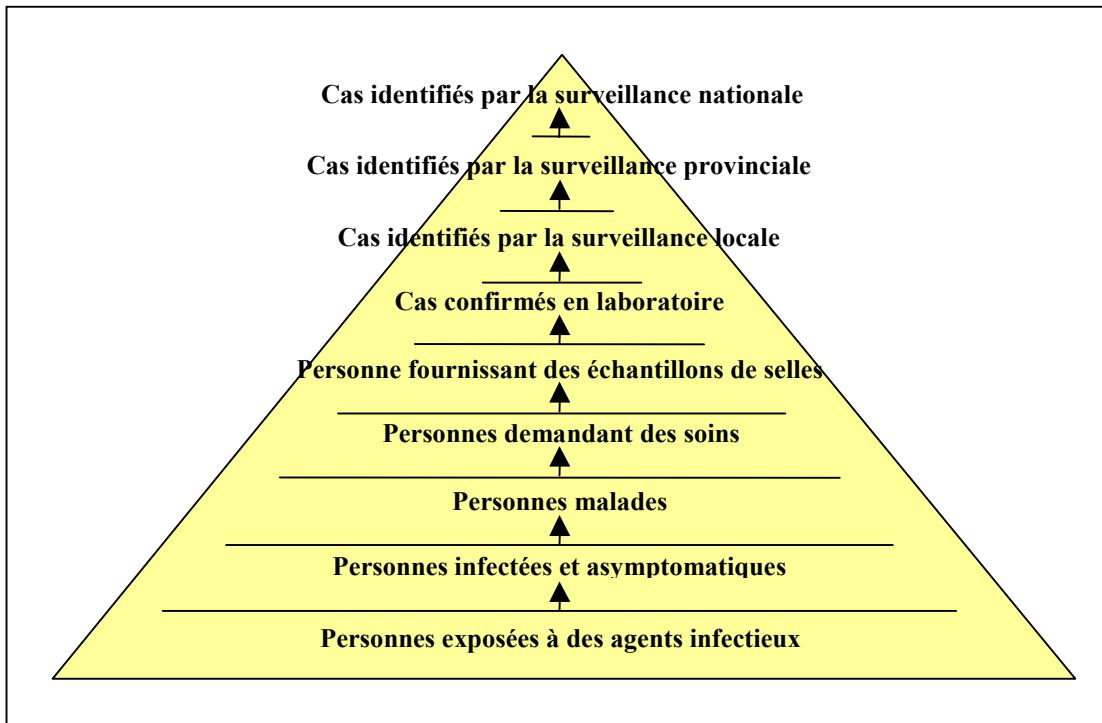 Cas identifiés par la surveillance nationale
Cas identifiés par la surveillance provinciale
Cas identifiés par la surveillance locale
Cas confirmés en laboratoire
Personne fournissant des échantillons de selles
Personnes demandant des soins
Personnes malades
Personnes infectées et asymptomatiques
Personnes exposées à des agents infectieux